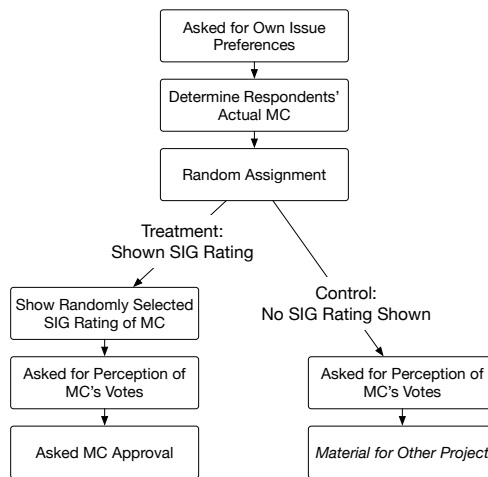 Asked for Own Issue
Preferences
Determine Respondents'
Actual MC
Random Assignment
Treatment:
Shown SIG Rating
Control:
No SIG Rating Shown
Show Randomly Selected
SIG Rating of MC
Asked for Perception of
MC's Votes
Asked MC Approval
Asked for Perception of
MC's Votes
Material for Other Project